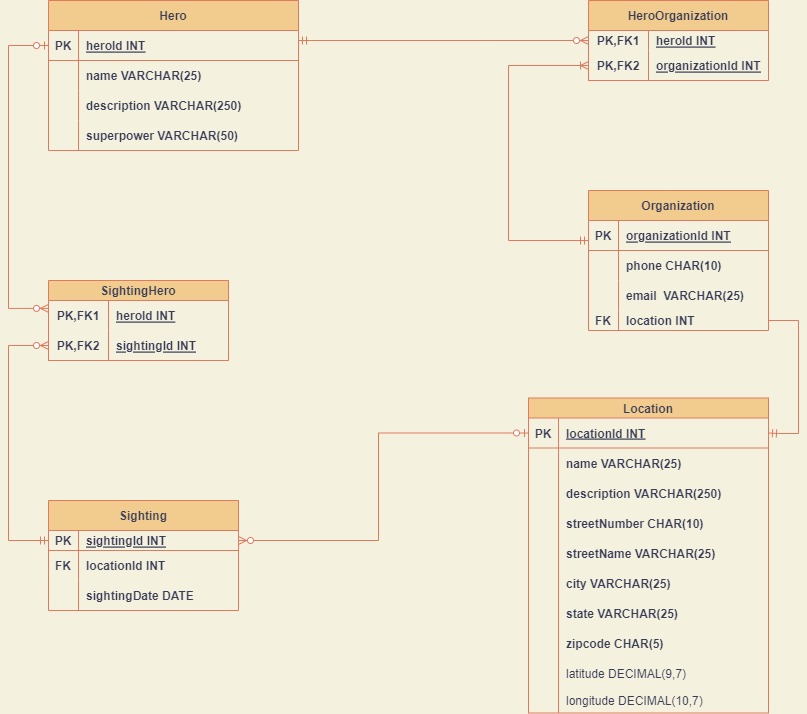 Hero
PK heroId INT
name VARCHAR(25)
description VARCHAR(250)
superpower VARCHAR(50)
HeroOrganization
PK,FK1 heroId INT
PK,FK2 organizationId INT
Organization
PK organizationId INT
phone CHAR(10)
email VARCHAR(25)
FK location INT
SightingHero
PK,FK1 heroId INT
PK,FK2 sightingId INT
Location
PK locationId INT
name VARCHAR(25)
description VARCHAR(250)
streetNumber CHAR(10)
streetName VARCHAR(25)
city VARCHAR(25)
state VARCHAR(25)
zipcode CHAR(5)
latitude DECIMAL(9,7)
longitude DECIMAL(10,7)
Sighting
PK sightingId INT
FK locationId INT
sightingDate DATE